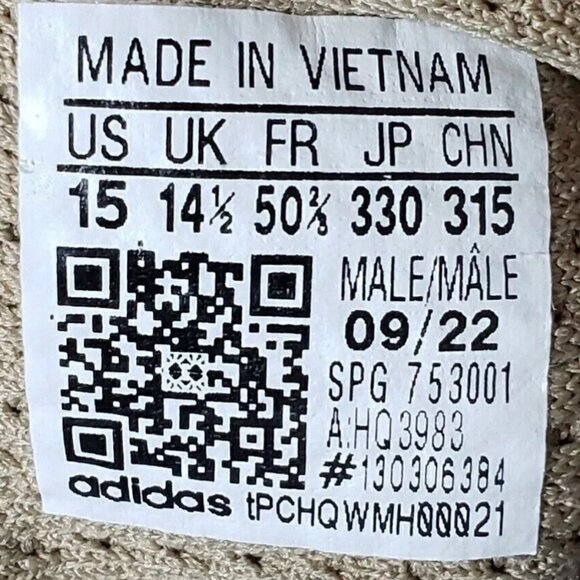 MADE IN VIETNAM
US UK FR JP CHN
15 14½ 50⅔ 330 315
MALE/MÂLE
09/22
SPG 753001
A:HQ3983
#130306384
adidas tPCHQWMH00021